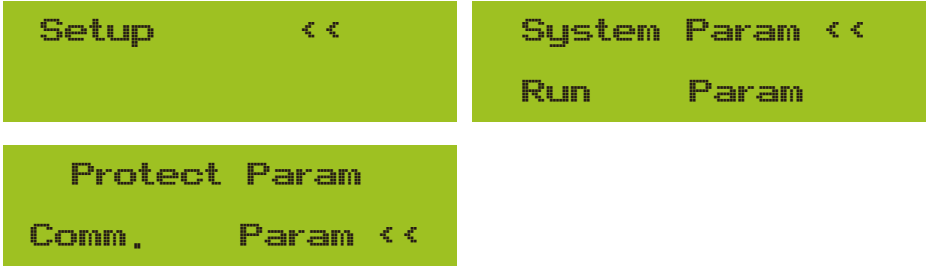 Setup <<
System Param <<
Run Param
Protect Param
Comm. Param <<